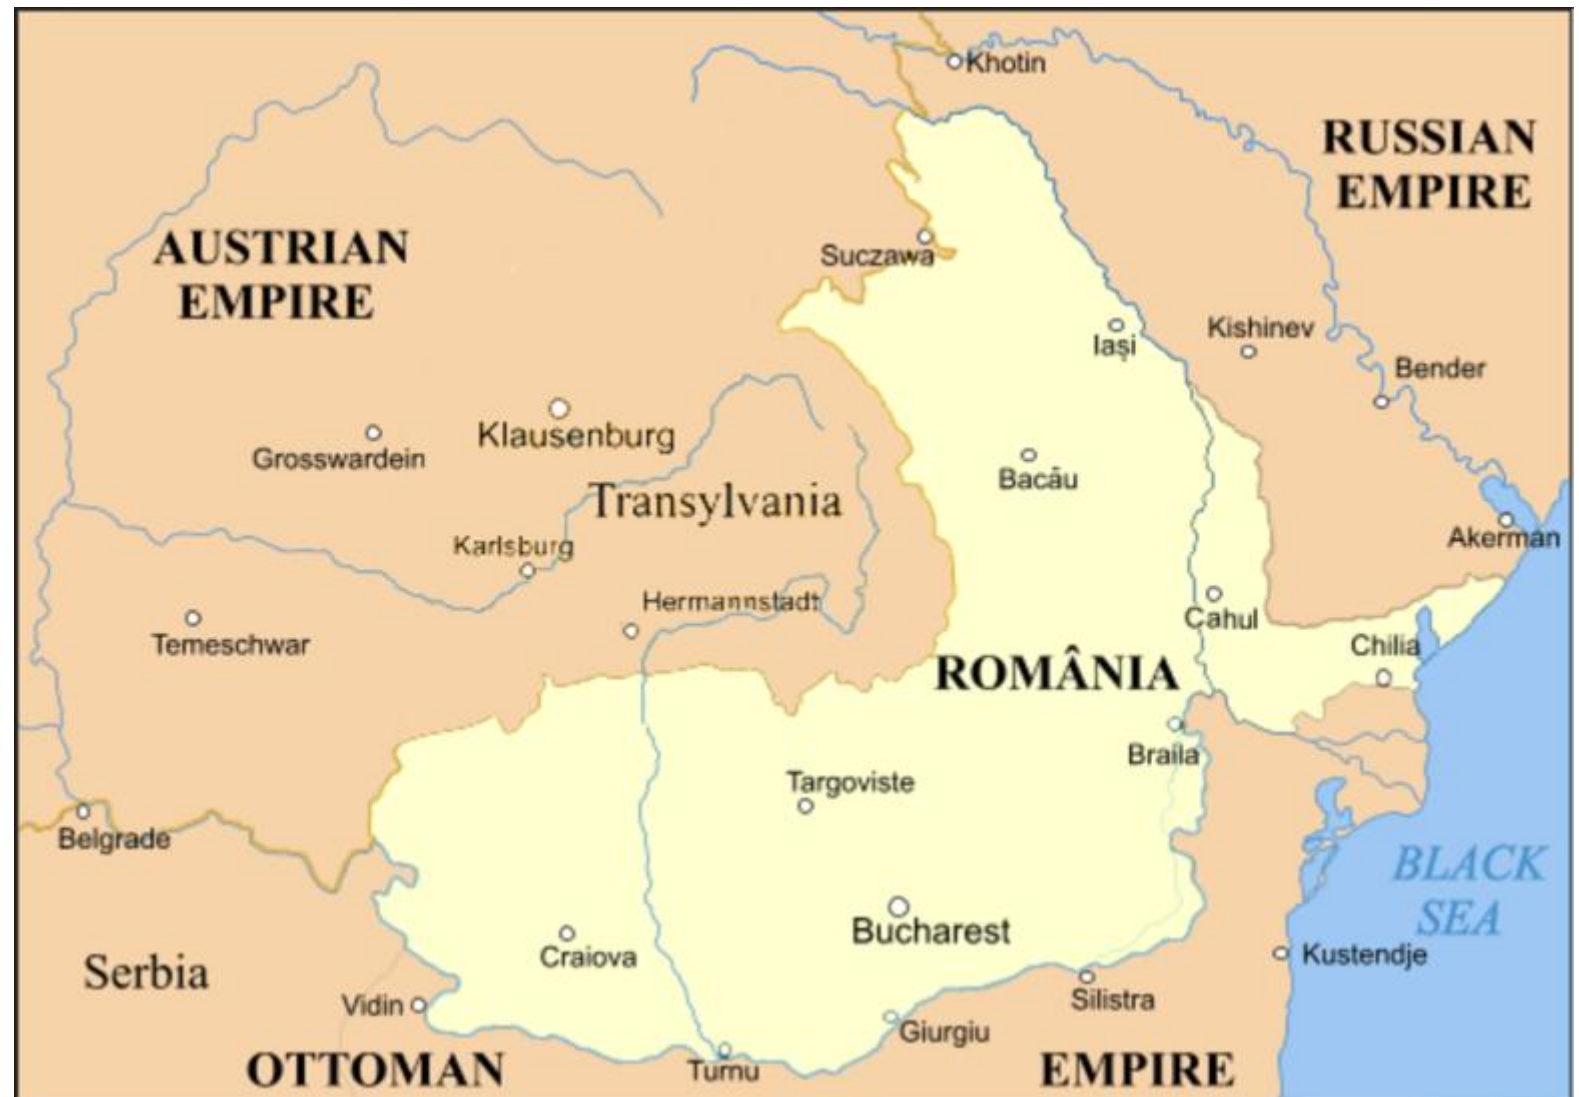 Khotin
RUSSIAN
EMPIRE
AUSTRIAN
EMPIRE
Suczawa
Iași
Kishinev
Bender
Klausenburg
Grosswardein
Bacău
Transylvania
Karlsburg
Akerman
Hermannstadt
Cahul
Temeschwar
Chilia
ROMÂNIA
Braila
Targoviste
Belgrade
BLACK
SEA
Bucharest
Craiova
Kustendje
Serbia
Vidin
Silistra
Giurgiu
OTTOMAN
Turnu
EMPIRE